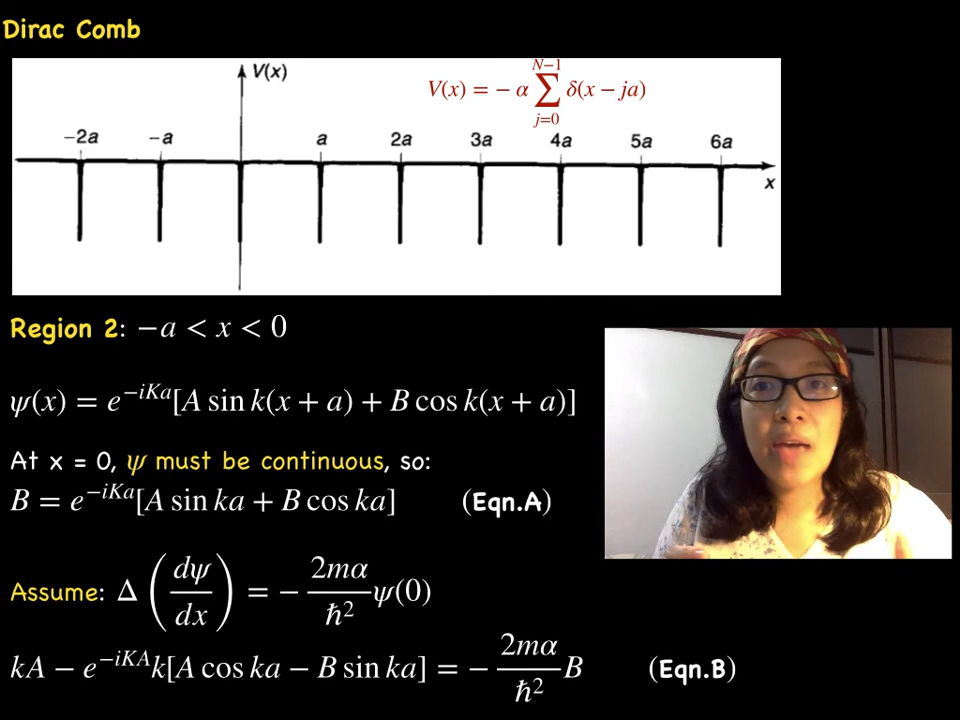 Dirac Comb
V(x)
V(x) = − α ∑_{j=0}^{N−1} δ(x − ja)
−2a −a a 2a 3a 4a 5a 6a
x
Region 2: −a < x < 0
ψ(x) = e^{−iKa}[A sin k(x + a) + B cos k(x + a)]
At x = 0, ψ must be continuous, so:
B = e^{−iKa}[A sin ka + B cos ka] (Eqn.A)
Assume: Δ(dψ/dx) = − 2mα/ħ² ψ(0)
kA − e^{−iKA}k[A cos ka − B sin ka] = − 2mα/ħ² B (Eqn.B)